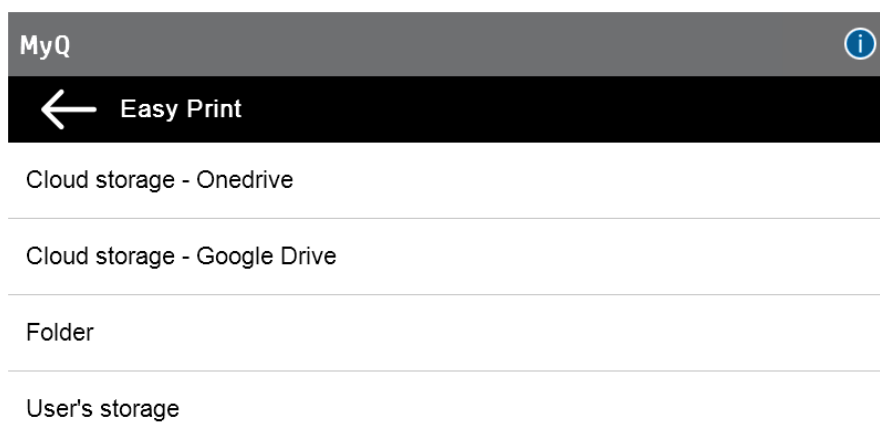 MyQ
Easy Print
Cloud storage - Onedrive
Cloud storage - Google Drive
Folder
User's storage